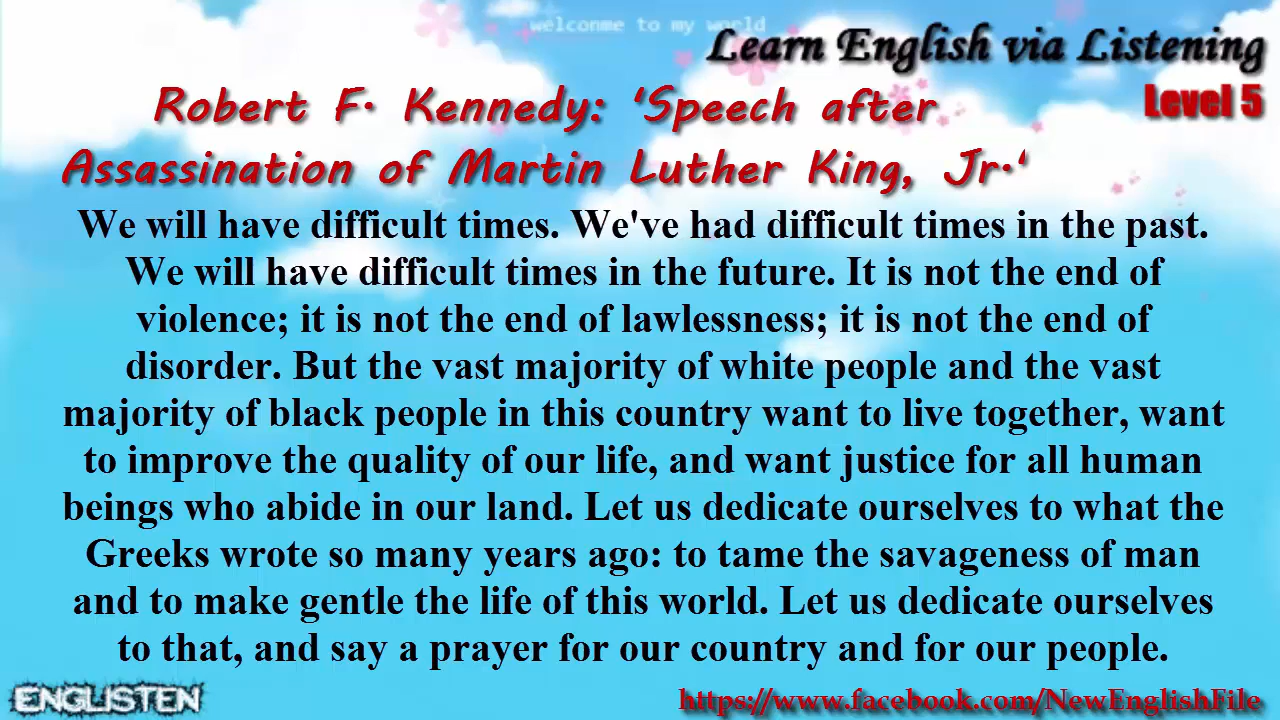 welconme to my world
Learn English via Listening
Level 5
Robert F. Kennedy: 'Speech after
Assassination of Martin Luther King, Jr.'
We will have difficult times. We've had difficult times in the past.
We will have difficult times in the future. It is not the end of
violence; it is not the end of lawlessness; it is not the end of
disorder. But the vast majority of white people and the vast
majority of black people in this country want to live together, want
to improve the quality of our life, and want justice for all human
beings who abide in our land. Let us dedicate ourselves to what the
Greeks wrote so many years ago: to tame the savageness of man
and to make gentle the life of this world. Let us dedicate ourselves
to that, and say a prayer for our country and for our people.
ENGLISTEN
https://www.facebook.com/NewEnglishFile